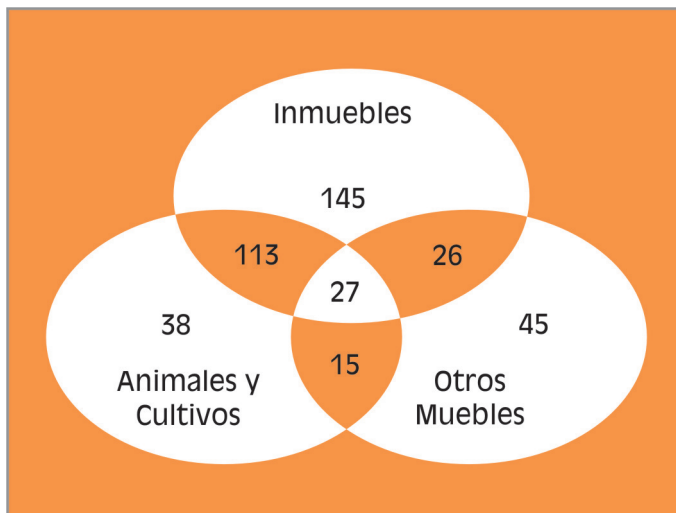 Inmuebles
145
113
26
27
38
45
15
Animales y
Cultivos
Otros
Muebles